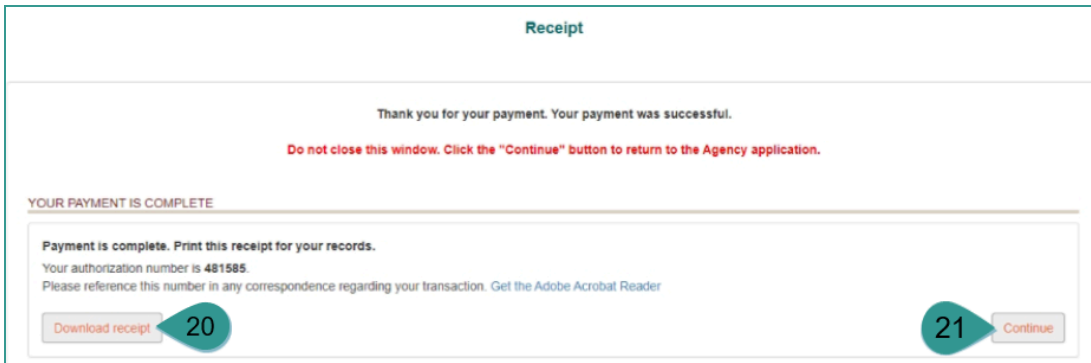 Receipt
Thank you for your payment. Your payment was successful.
Do not close this window. Click the "Continue" button to return to the Agency application.
YOUR PAYMENT IS COMPLETE
Payment is complete. Print this receipt for your records.
Your authorization number is 481585.
Please reference this number in any correspondence regarding your transaction. Get the Adobe Acrobat Reader
Download receipt 20 21 Continue